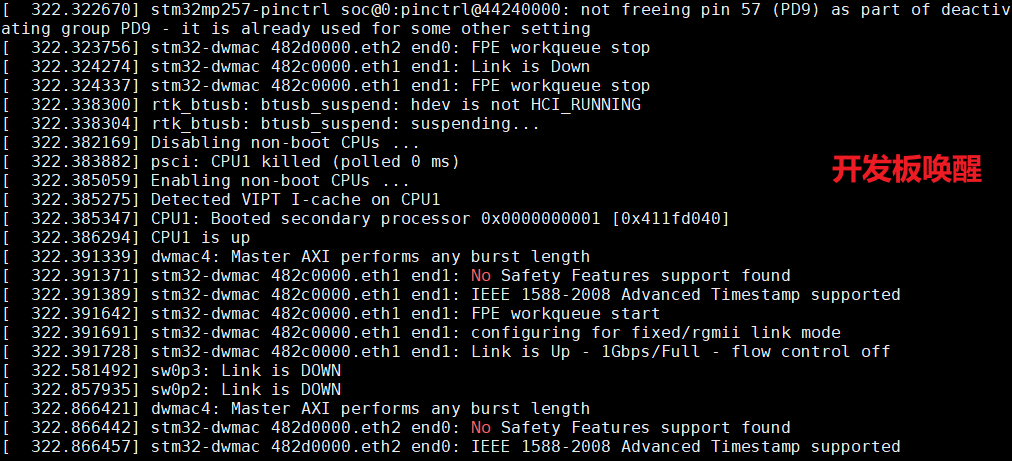 [  322.322670] stm32mp257-pinctrl soc@0:pinctrl@44240000: not freeing pin 57 (PD9) as part of deactiv
ating group PD9 - it is already used for some other setting
[  322.323756] stm32-dwmac 482d0000.eth2 end0: FPE workqueue stop
[  322.324274] stm32-dwmac 482c0000.eth1 end1: Link is Down
[  322.324337] stm32-dwmac 482c0000.eth1 end1: FPE workqueue stop
[  322.338300] rtk_btusb: btusb_suspend: hdev is not HCI_RUNNING
[  322.338304] rtk_btusb: btusb_suspend: suspending...
[  322.382169] Disabling non-boot CPUs ...
[  322.383882] psci: CPU1 killed (polled 0 ms)
开发板唤醒
[  322.385059] Enabling non-boot CPUs ...
[  322.385275] Detected VIPT I-cache on CPU1
[  322.385347] CPU1: Booted secondary processor 0x0000000001 [0x411fd040]
[  322.386294] CPU1 is up
[  322.391339] dwmac4: Master AXI performs any burst length
[  322.391371] stm32-dwmac 482c0000.eth1 end1: No Safety Features support found
[  322.391389] stm32-dwmac 482c0000.eth1 end1: IEEE 1588-2008 Advanced Timestamp supported
[  322.391642] stm32-dwmac 482c0000.eth1 end1: FPE workqueue start
[  322.391691] stm32-dwmac 482c0000.eth1 end1: configuring for fixed/rgmii link mode
[  322.391728] stm32-dwmac 482c0000.eth1 end1: Link is Up - 1Gbps/Full - flow control off
[  322.581492] sw0p3: Link is DOWN
[  322.857935] sw0p2: Link is DOWN
[  322.866421] dwmac4: Master AXI performs any burst length
[  322.866442] stm32-dwmac 482d0000.eth2 end0: No Safety Features support found
[  322.866457] stm32-dwmac 482d0000.eth2 end0: IEEE 1588-2008 Advanced Timestamp supported